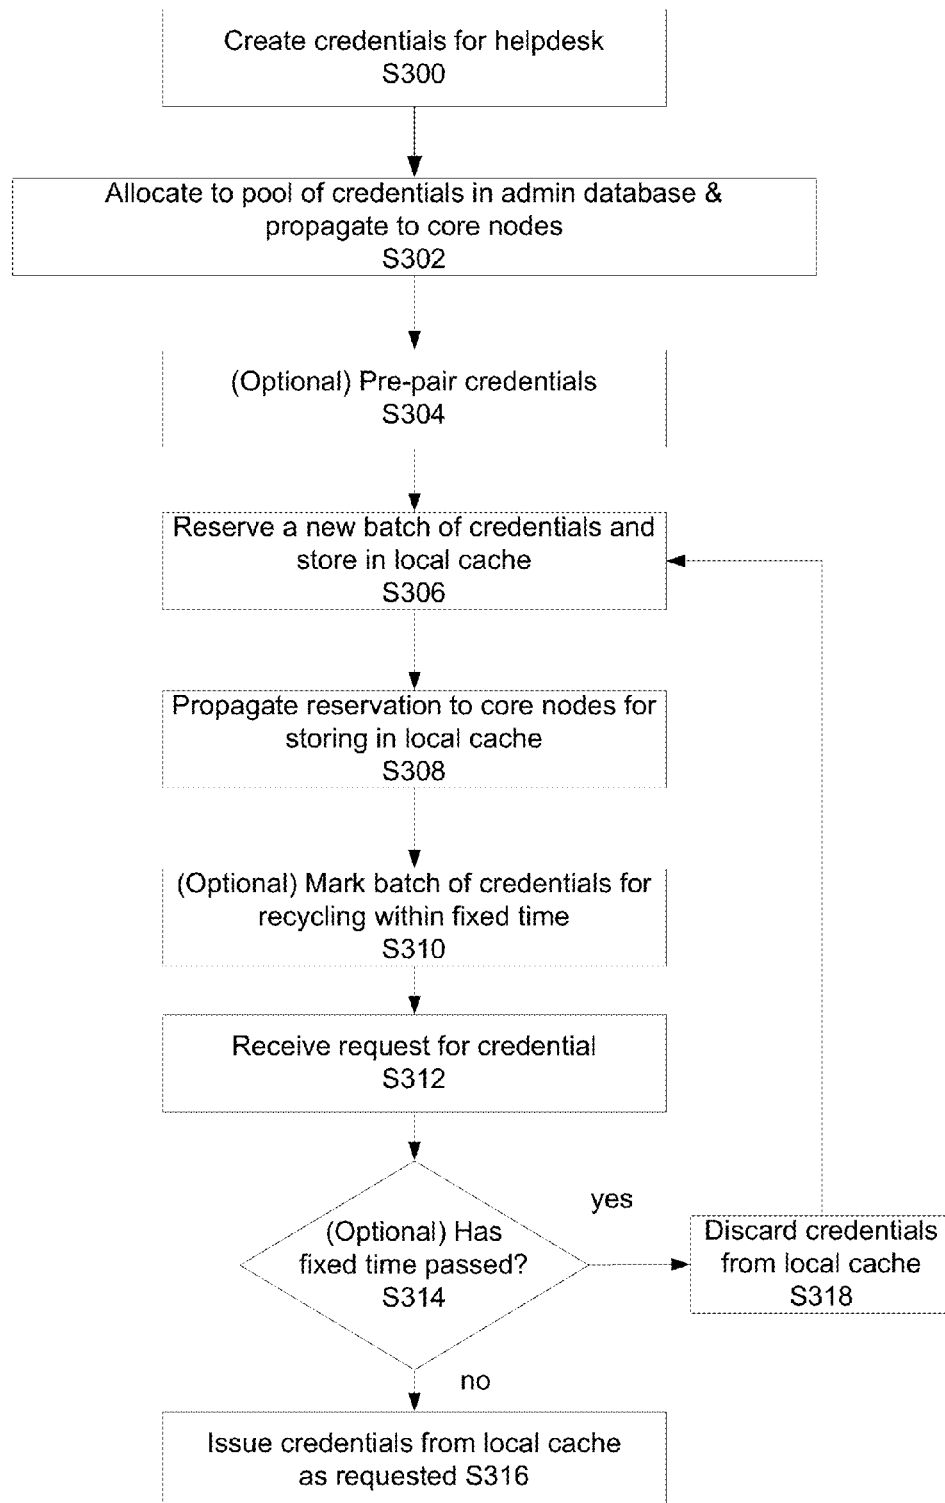 Create credentials for helpdesk
S300
Allocate to pool of credentials in admin database &
propagate to core nodes
S302
(Optional) Pre-pair credentials
S304
Reserve a new batch of credentials and
store in local cache
S306
Propagate reservation to core nodes for
storing in local cache
S308
(Optional) Mark batch of credentials for
recycling within fixed time
S310
Receive request for credential
S312
(Optional) Has
fixed time passed?
S314
yes
Discard credentials
from local cache
S318
no
Issue credentials from local cache
as requested S316